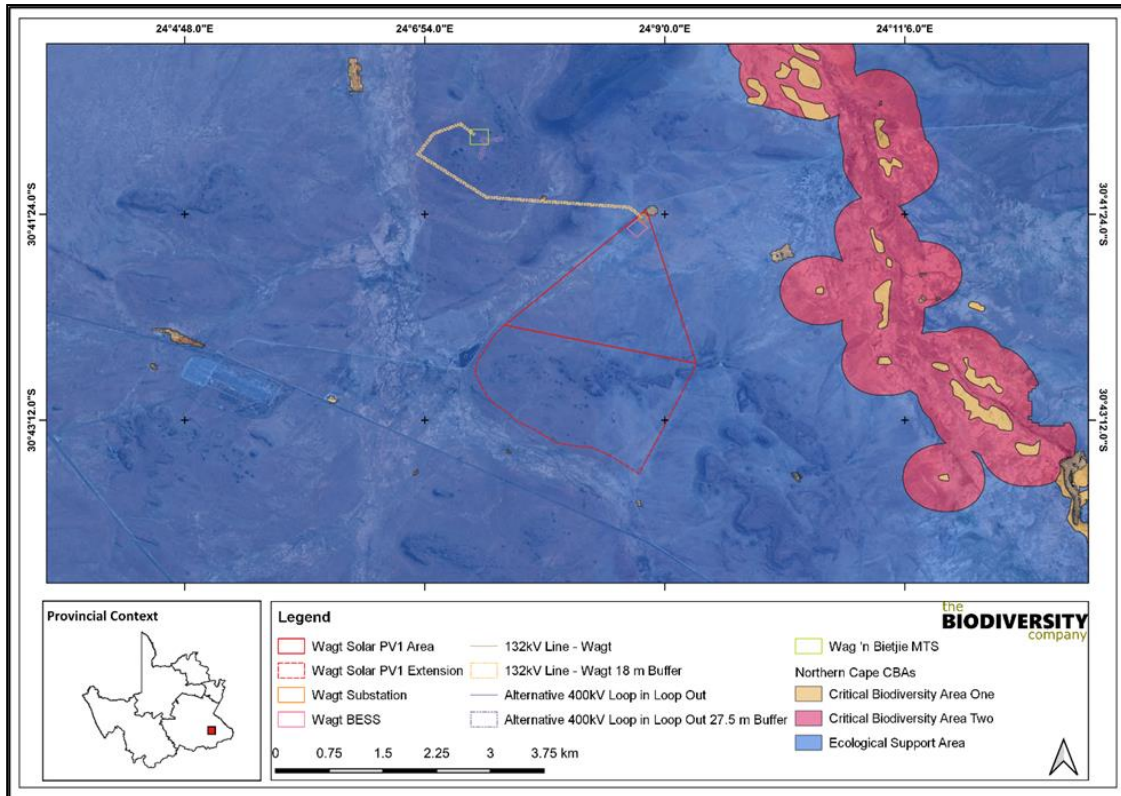 24°4'48.0"E
24°6'54.0"E
24°9'0.0"E
24°11'6.0"E
30°41'24.0"S
30°41'24.0"S
30°43'12.0"S
30°43'12.0"S
Provincial Context
Legend
Wagt Solar PV1 Area
Wagt Solar PV1 Extension
Wagt Substation
Wagt BESS
132kV Line - Wagt
132kV Line - Wagt 18 m Buffer
Alternative 400kV Loop in Loop Out
Alternative 400kV Loop in Loop Out 27.5 m Buffer
0 0.75 1.5 2.25 3 3.75 km
the
BIODIVERSITY
company
Wag 'n Bietjie MTS
Northern Cape CBAs
Critical Biodiversity Area One
Critical Biodiversity Area Two
Ecological Support Area